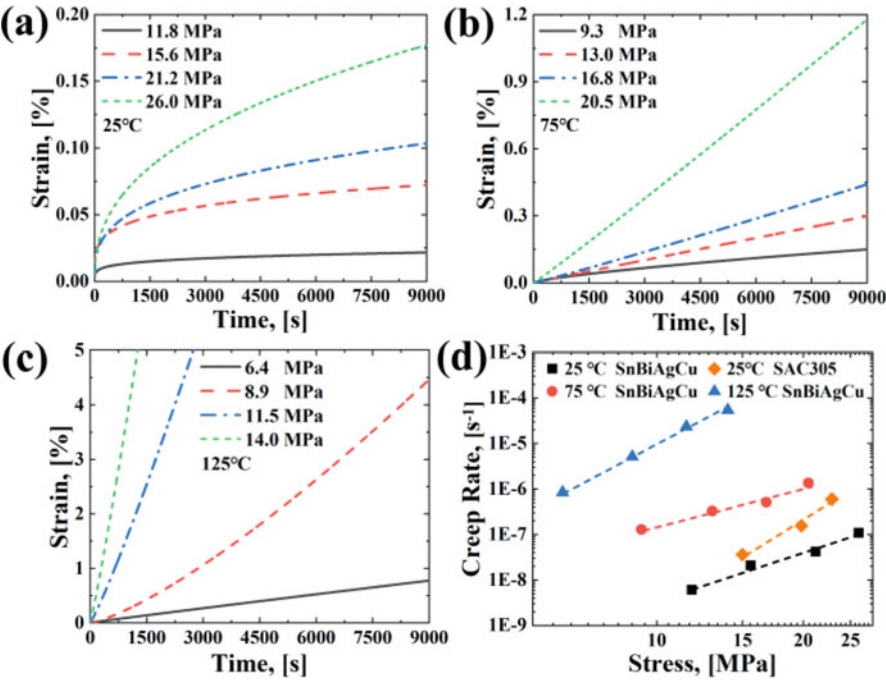 (a)
0.20
0.15
0.10
0.05
0.00
Strain, [%]
11.8 MPa
15.6 MPa
21.2 MPa
26.0 MPa
25℃
0 1500 3000 4500 6000 7500 9000
Time, [s]
(b)
1.2
0.9
0.6
0.3
0.0
Strain, [%]
9.3 MPa
13.0 MPa
16.8 MPa
20.5 MPa
75℃
0 1500 3000 4500 6000 7500 9000
Time, [s]
(c)
5
4
3
2
1
0
Strain, [%]
6.4 MPa
8.9 MPa
11.5 MPa
14.0 MPa
125℃
0 1500 3000 4500 6000 7500 9000
Time, [s]
(d)
1E-3
1E-4
1E-5
1E-6
1E-7
1E-8
1E-9
Creep Rate, [s⁻¹]
25 ℃ SnBiAgCu 25℃ SAC305
75 ℃ SnBiAgCu 125 ℃ SnBiAgCu
10 15 20 25
Stress, [MPa]